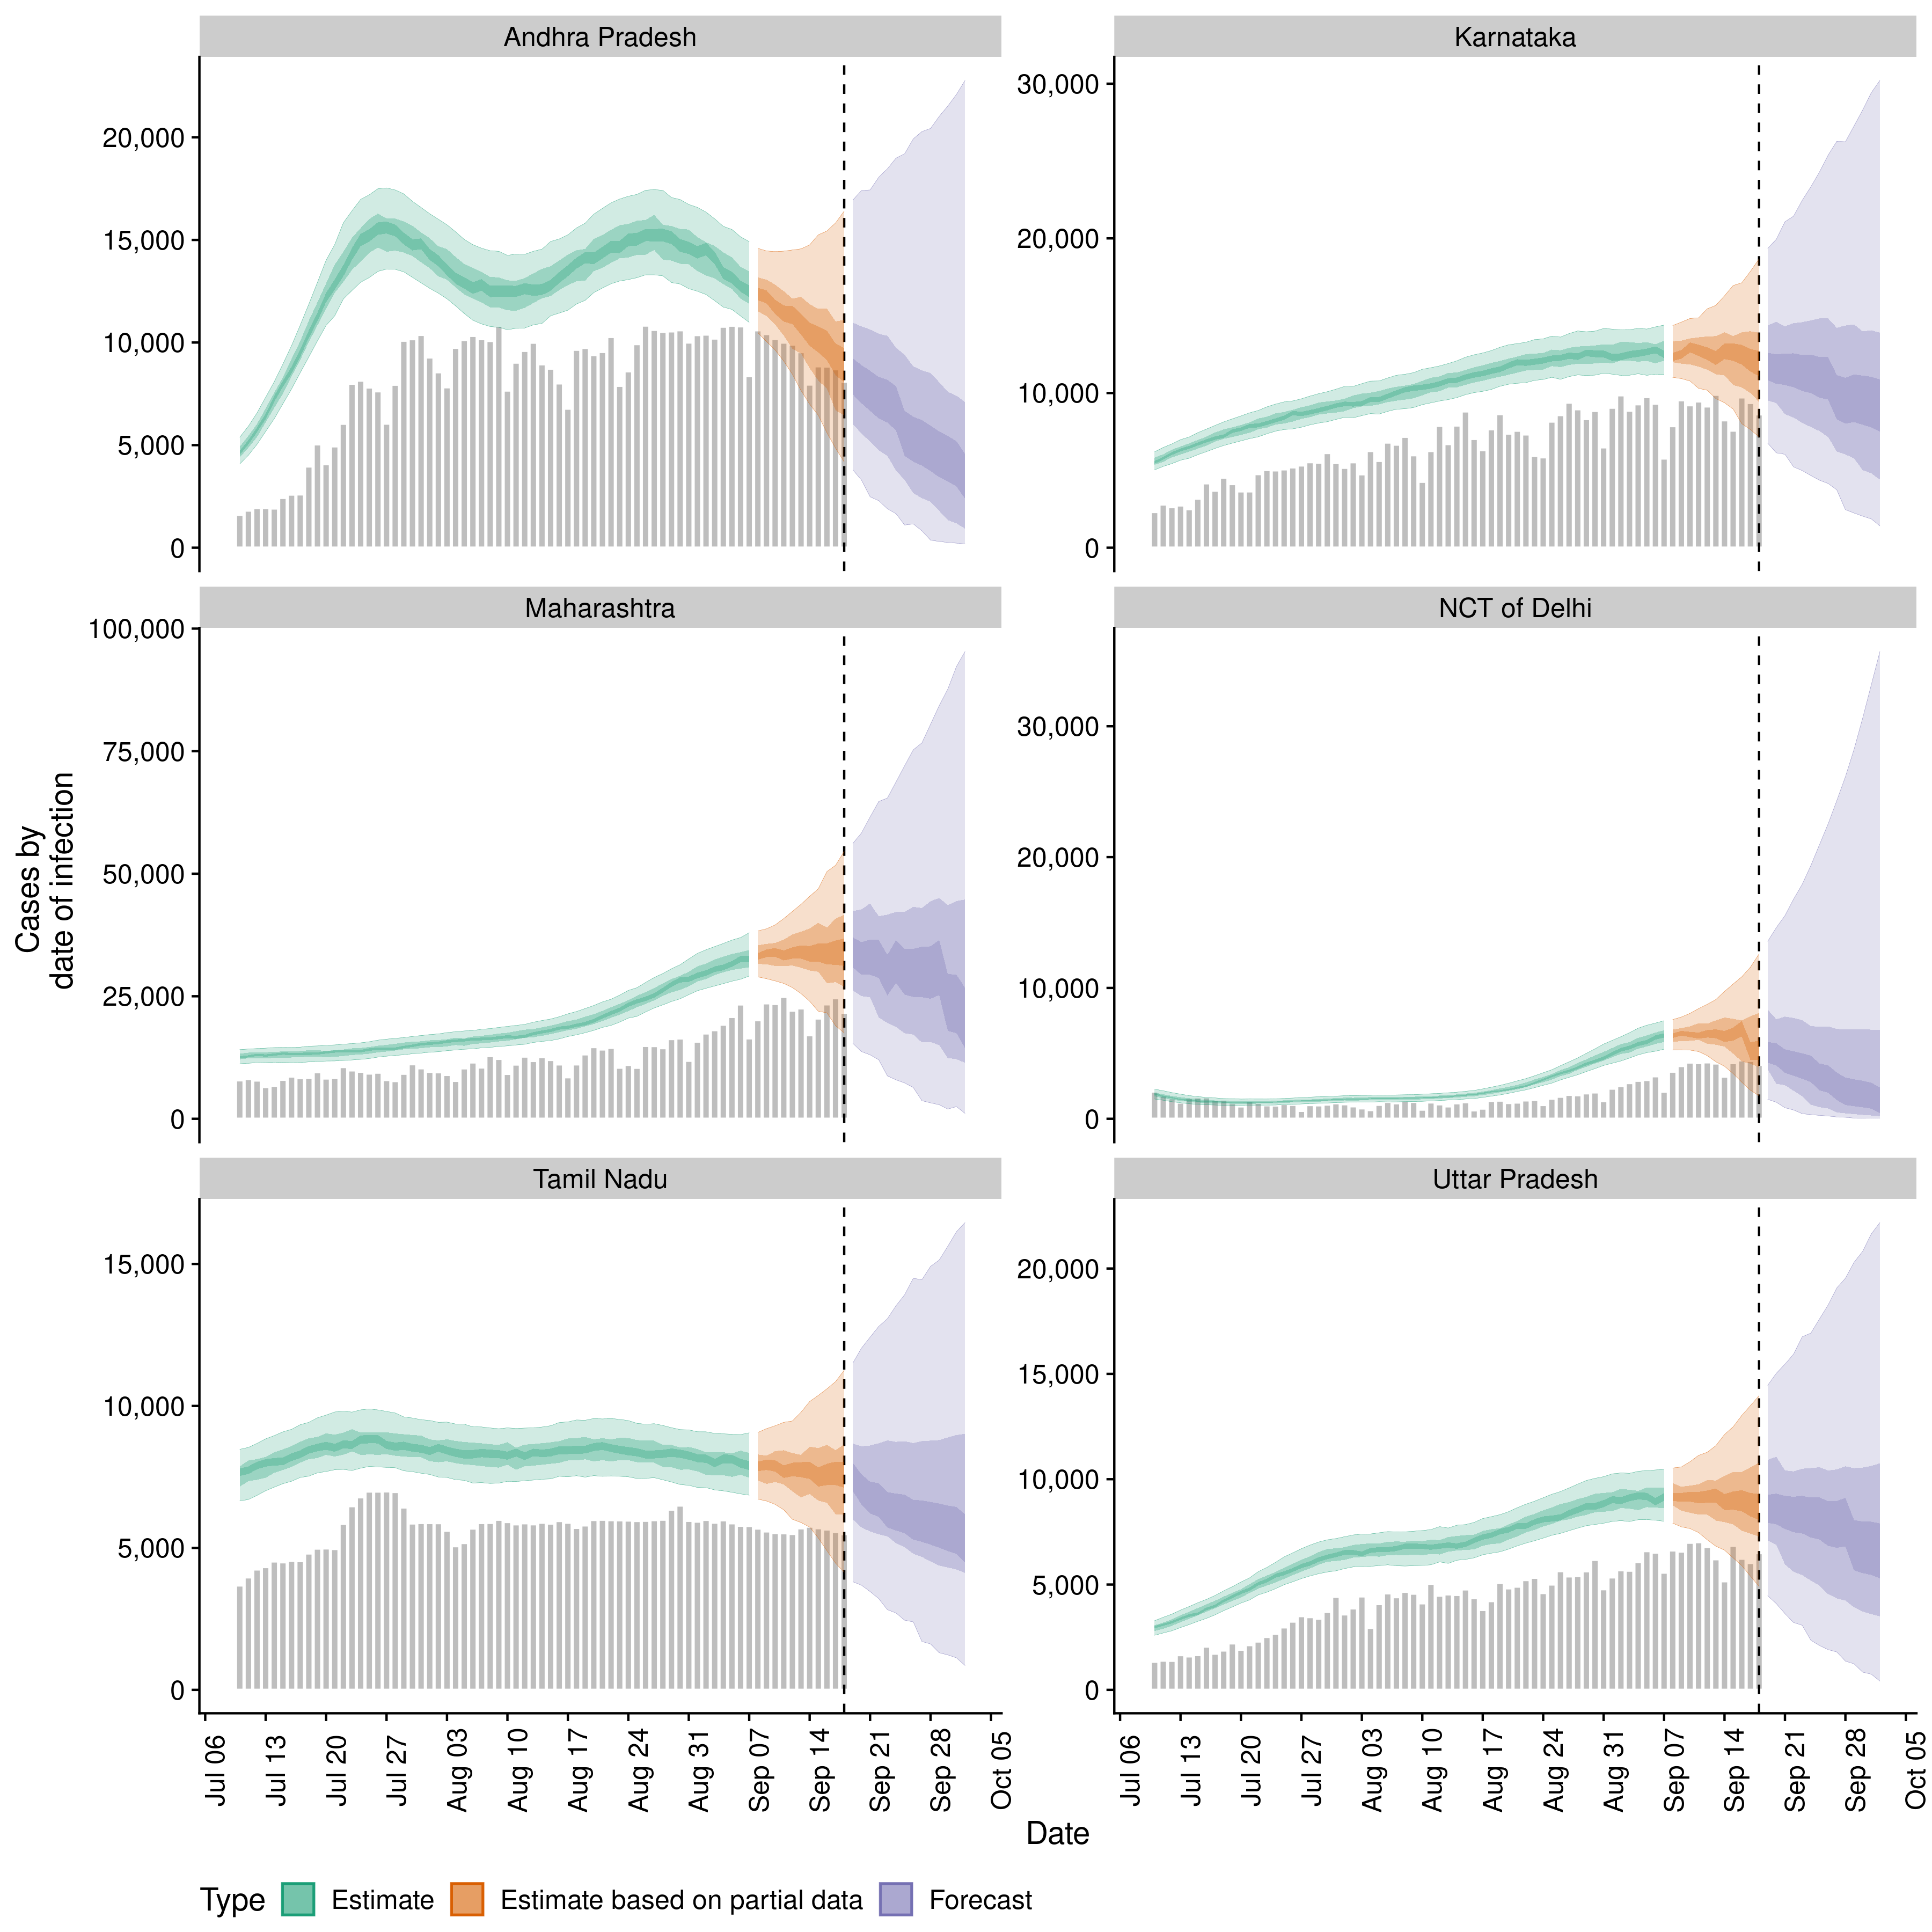 Andhra Pradesh
Karnataka
20,000
15,000
10,000
5,000
0
30,000
20,000
10,000
0
Maharashtra
NCT of Delhi
100,000
75,000
50,000
25,000
0
30,000
20,000
10,000
0
Tamil Nadu
Uttar Pradesh
15,000
10,000
5,000
0
20,000
15,000
10,000
5,000
0
Cases by
date of infection
Jul 06
Jul 13
Jul 20
Jul 27
Aug 03
Aug 10
Aug 17
Aug 24
Aug 31
Sep 07
Sep 14
Sep 21
Sep 28
Oct 05
Jul 06
Jul 13
Jul 20
Jul 27
Aug 03
Aug 10
Aug 17
Aug 24
Aug 31
Sep 07
Sep 14
Sep 21
Sep 28
Oct 05
Date
Type Estimate Estimate based on partial data Forecast